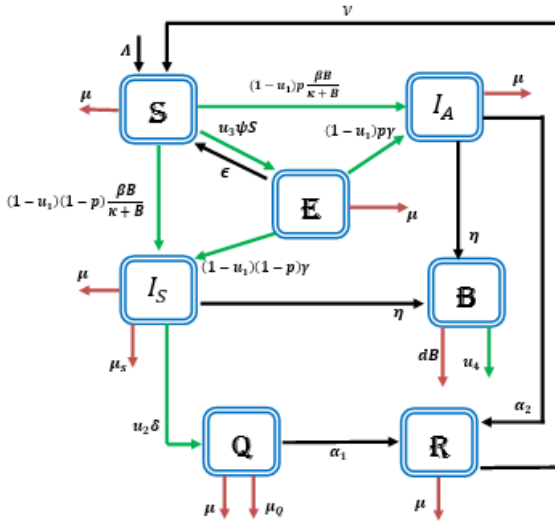 𝒱
Λ
μ
𝕊
(1 − u₁)p βB/(κ + B)
I_A
μ
u₃ψS
(1 − u₁)pγ
ϵ
(1 − u₁)(1 − p) βB/(κ + B)
𝔼
μ
η
(1 − u₁)(1 − p)γ
μ
I_S
η
𝔹
μ_s
dB
u₄
α₂
u₂δ
ℚ
α₁
ℝ
μ
μ_Q
μ